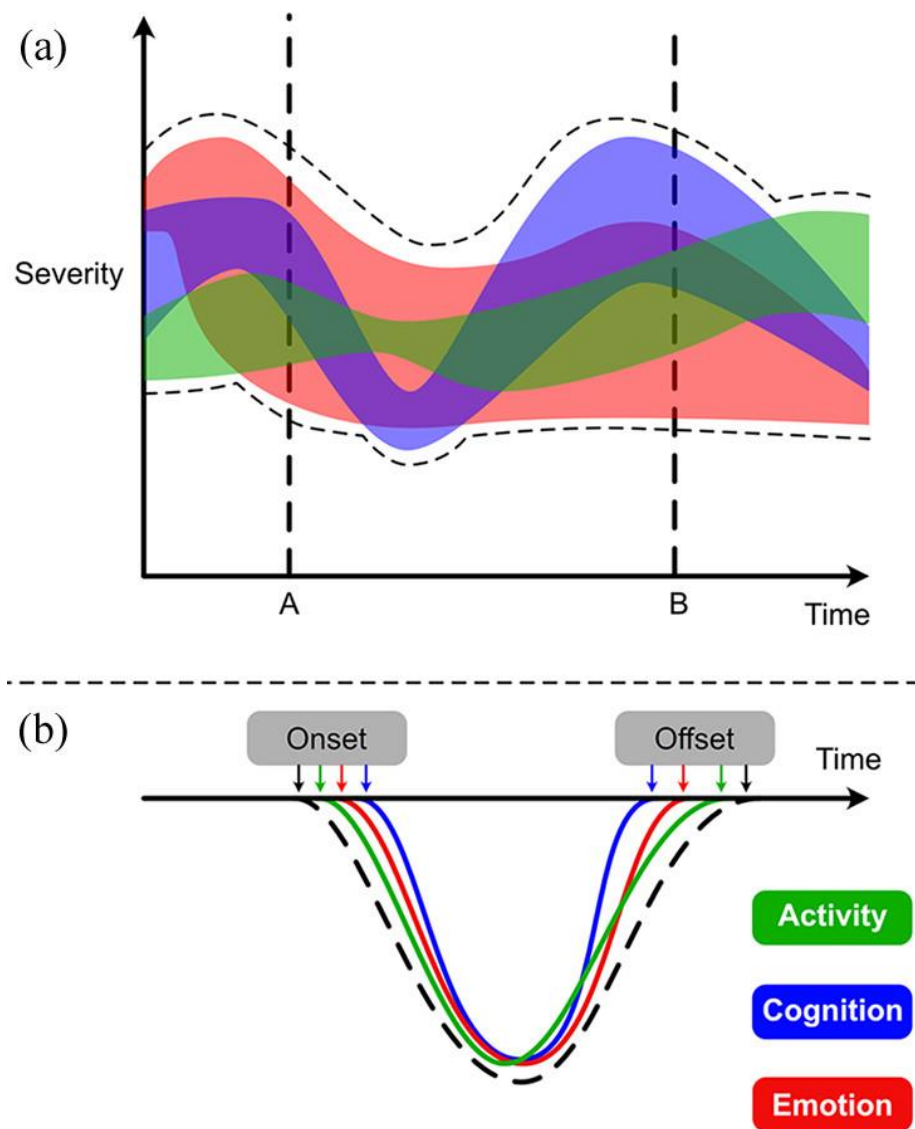 (a)
Severity
A
B
Time
(b)
Onset
Offset
Time
Activity
Cognition
Emotion